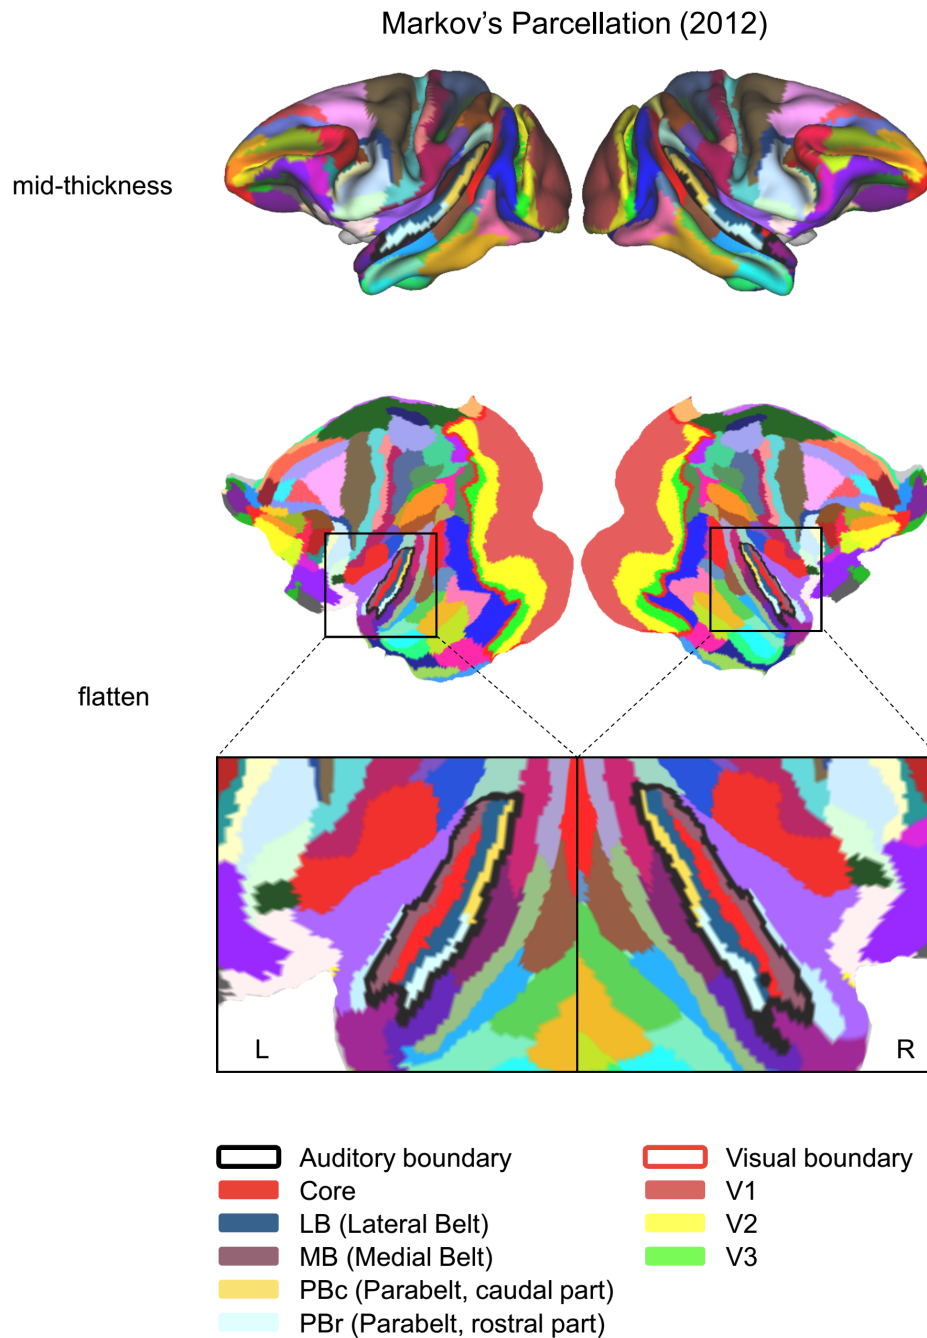 Markov's Parcellation (2012)
mid-thickness
flatten
L
R
Auditory boundary
Core
LB (Lateral Belt)
MB (Medial Belt)
PBc (Parabelt, caudal part)
PBr (Parabelt, rostral part)
Visual boundary
V1
V2
V3